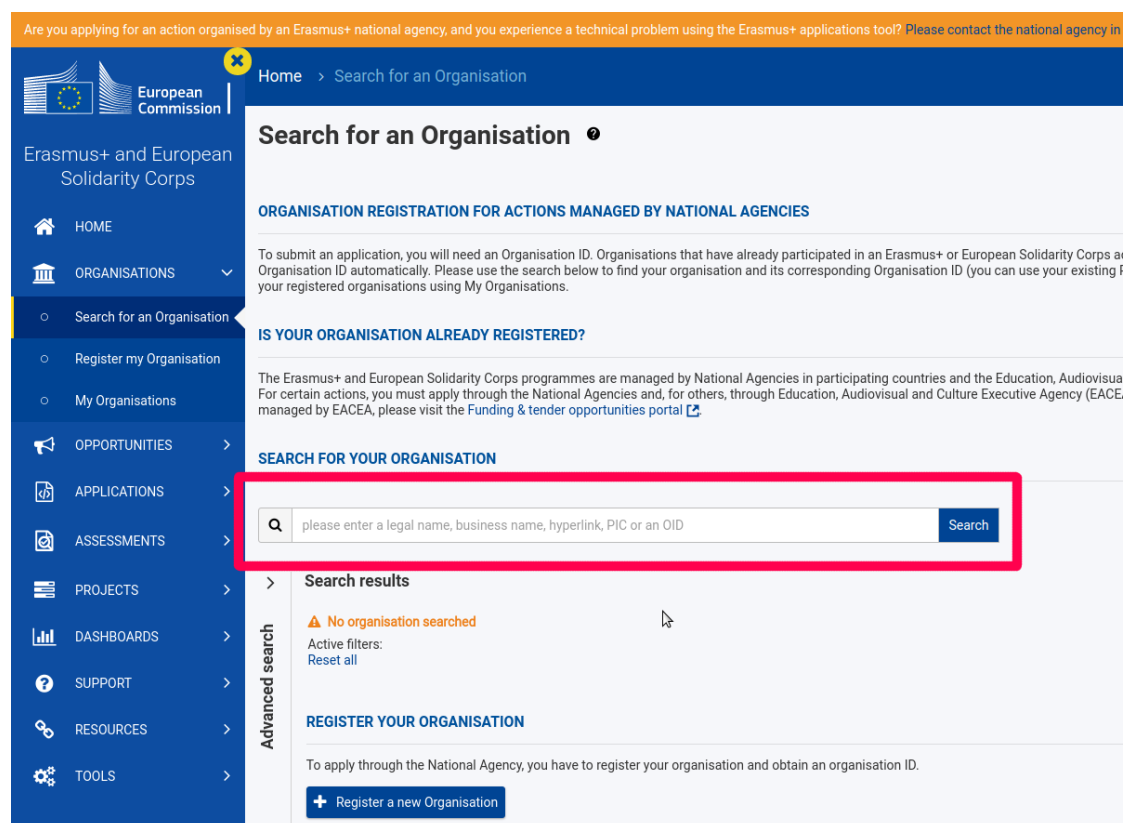 Are you applying for an action organised by an Erasmus+ national agency, and you experience a technical problem using the Erasmus+ applications tool? Please contact the national agency in
European
Commission
Erasmus+ and European
Solidarity Corps
HOME
ORGANISATIONS
Search for an Organisation
Register my Organisation
My Organisations
OPPORTUNITIES
APPLICATIONS
ASSESSMENTS
PROJECTS
DASHBOARDS
SUPPORT
RESOURCES
TOOLS
Home > Search for an Organisation
Search for an Organisation
ORGANISATION REGISTRATION FOR ACTIONS MANAGED BY NATIONAL AGENCIES
To submit an application, you will need an Organisation ID. Organisations that have already participated in an Erasmus+ or European Solidarity Corps
Organisation ID automatically. Please use the search below to find your organisation and its corresponding Organisation ID (you can use your existing
your registered organisations using My Organisations.
IS YOUR ORGANISATION ALREADY REGISTERED?
The Erasmus+ and European Solidarity Corps programmes are managed by National Agencies in participating countries and the Education, Audiovisua
For certain actions, you must apply through the National Agencies and, for others, through Education, Audiovisual and Culture Executive Agency (EACEA
managed by EACEA, please visit the Funding & tender opportunities portal.
SEARCH FOR YOUR ORGANISATION
please enter a legal name, business name, hyperlink, PIC or an OID
Search
Advanced search
Search results
No organisation searched
Active filters:
Reset all
REGISTER YOUR ORGANISATION
To apply through the National Agency, you have to register your organisation and obtain an organisation ID.
Register a new Organisation